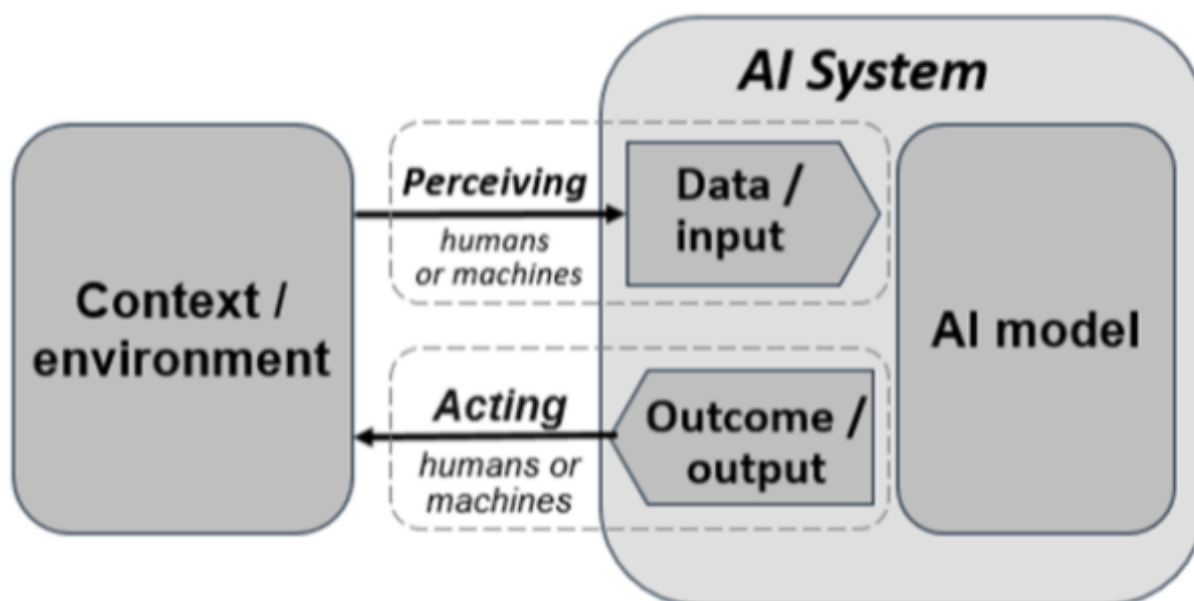 AI System
Perceiving
humans
or machines
Data /
input
Context /
environment
AI model
Acting
humans or
machines
Outcome /
output